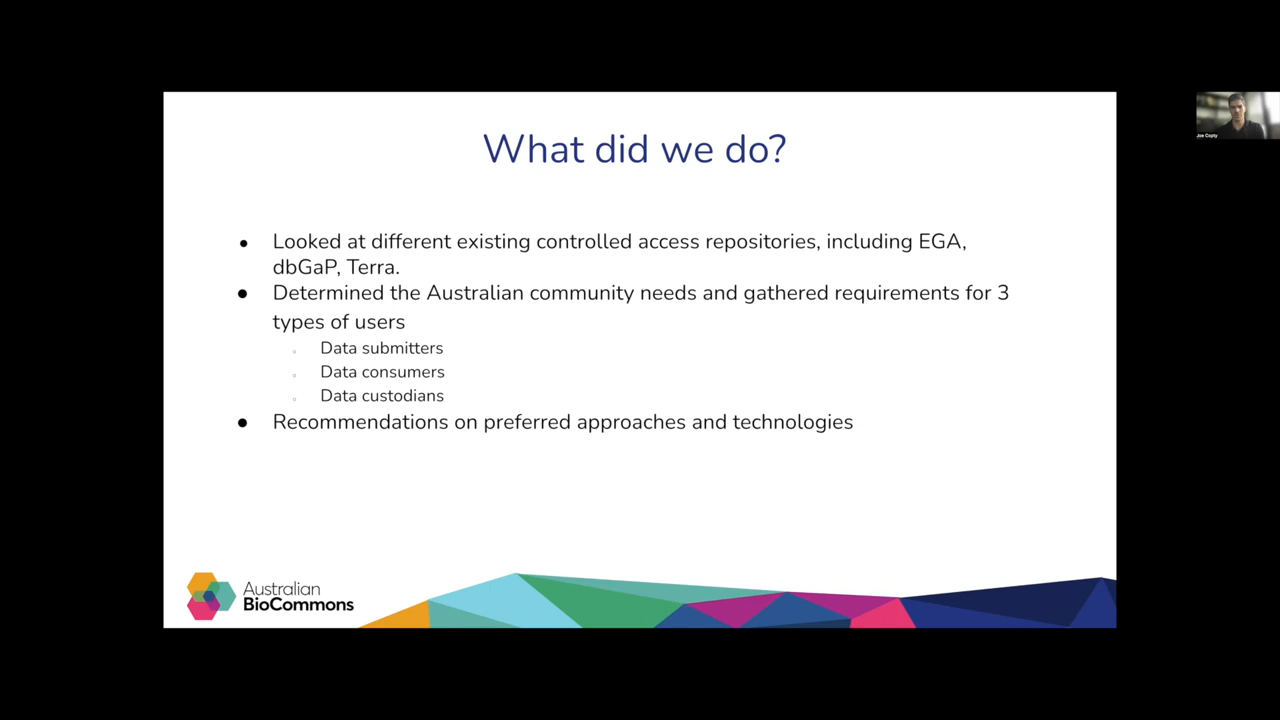 What did we do?
Joe Copty
● Looked at different existing controlled access repositories, including EGA,
dbGaP, Terra.
● Determined the Australian community needs and gathered requirements for 3
types of users
Data submitters
Data consumers
Data custodians
● Recommendations on preferred approaches and technologies
Australian
BioCommons